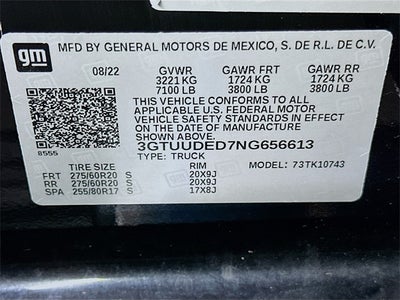 gm MFD BY GENERAL MOTORS DE MEXICO, S. DE R.L. DE C.V.
08/22 GVWR GAWR FRT GAWR RR
3221 KG 1724 KG 1724 KG
7100 LB 3800 LB 3800 LB
THIS VEHICLE CONFORMS TO ALL
APPLICABLE U.S. FEDERAL MOTOR
VEHICLE SAFETY STANDARDS IN EFFECT
ON THE DATE OF MANUFACTURE SHOWN ABOVE.
8555 3GTUUDED7NG656613
TYPE: TRUCK MODEL: 73TK10743
TIRE SIZE RIM
FRT 275/60R20 S 20X9J
RR 275/60R20 S 20X9J
SPA 255/80R17 S 17X8J